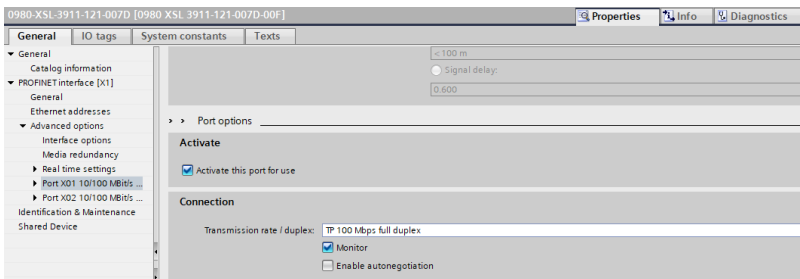 0980-XSL-3911-121-007D [0980 XSL 3911-121-007D-00F]
Properties
Info
Diagnostics
General
IO tags
System constants
Texts
General
Catalog information
PROFINET interface [X1]
General
Ethernet addresses
Advanced options
Interface options
Media redundancy
Real time settings
Port X01 10/100 MBit/s ...
Port X02 10/100 MBit/s ...
Identification & Maintenance
Shared Device
< 100 m
Signal delay:
0.600
> > Port options
Activate
Activate this port for use
Connection
Transmission rate / duplex: TP 100 Mbps full duplex
Monitor
Enable autonegotiation